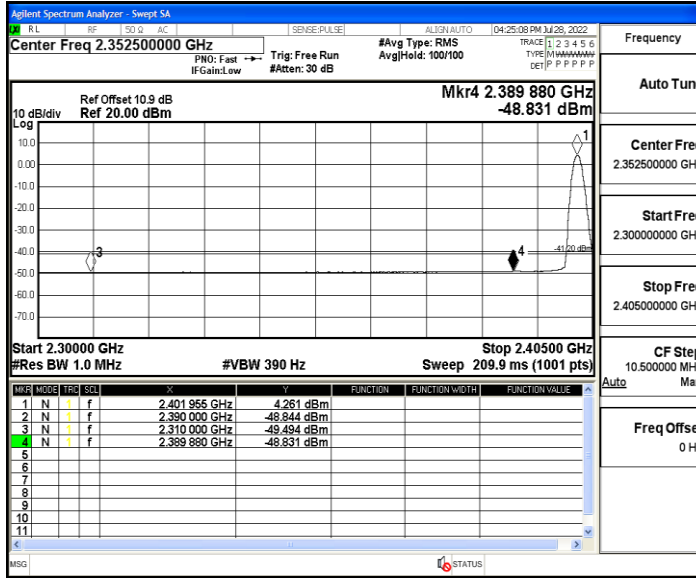 Agilent Spectrum Analyzer - Swept SA
RL RF 50 Ω AC SENSE:PULSE ALIGN AUTO 04:25:08 PM Jul 28, 2022
Center Freq 2.352500000 GHz
PNO: Fast
IFGain:Low
Trig: Free Run
#Atten: 30 dB
#Avg Type: RMS
Avg|Hold: 100/100
TRACE 1 2 3 4 5 6
TYPE M
DET P P P P P P
Ref Offset 10.9 dB
Ref 20.00 dBm
10 dB/div
Log
Mkr4 2.389 880 GHz
-48.831 dBm
10.0
0.00
-10.0
-20.0
-30.0
-40.0
-50.0
-60.0
-70.0
1
3
4
-41.20 dBm
Start 2.30000 GHz
#Res BW 1.0 MHz
#VBW 390 Hz
Stop 2.40500 GHz
Sweep 209.9 ms (1001 pts)
MKR MODE TRC SCL X Y FUNCTION FUNCTION WIDTH FUNCTION VALUE
1 N 1 f 2.401 955 GHz 4.261 dBm
2 N 1 f 2.390 000 GHz -48.844 dBm
3 N 1 f 2.310 000 GHz -49.494 dBm
4 N 1 f 2.389 880 GHz -48.831 dBm
5
6
7
8
9
10
11
MSG STATUS
Frequency
Auto Tun
Center Fre
2.352500000 GH
Start Fre
2.300000000 GH
Stop Fre
2.405000000 GH
CF Ste
10.500000 MH
Auto Ma
Freq Offse
0 H